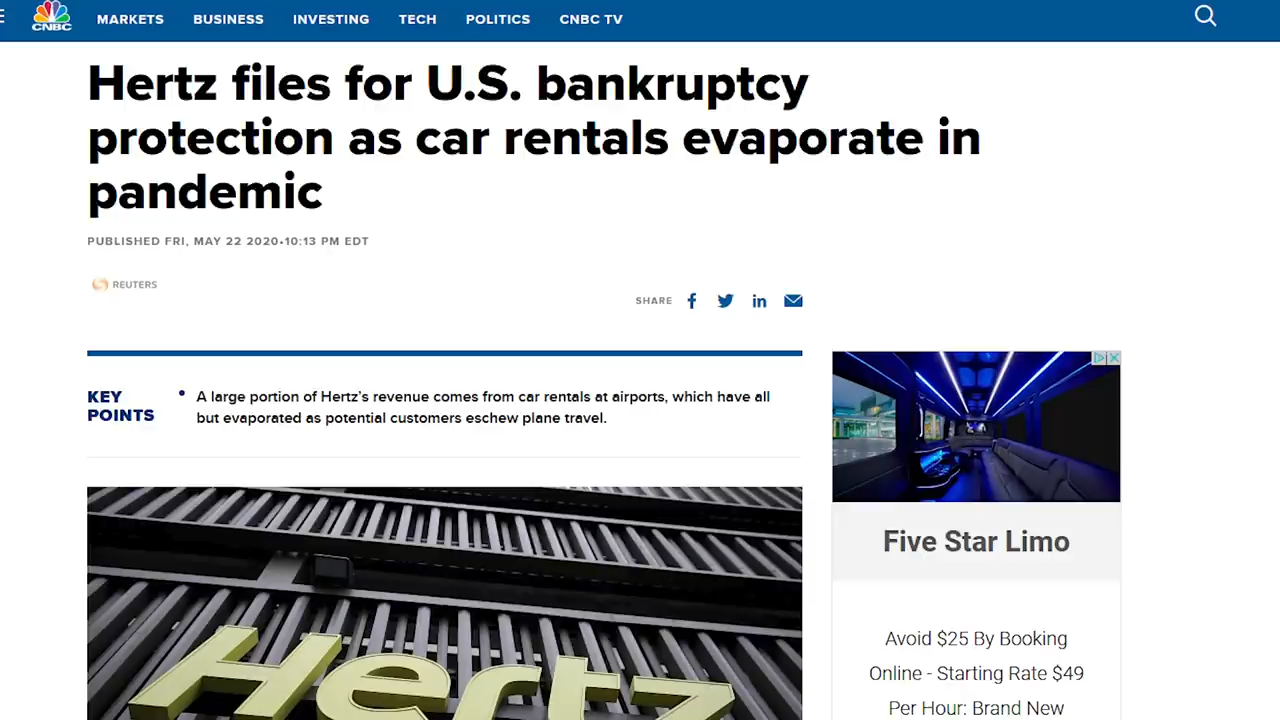 CNBC
MARKETS BUSINESS INVESTING TECH POLITICS CNBC TV
Hertz files for U.S. bankruptcy
protection as car rentals evaporate in
pandemic
PUBLISHED FRI, MAY 22 2020•10:13 PM EDT
REUTERS
SHARE
KEY
POINTS
• A large portion of Hertz's revenue comes from car rentals at airports, which have all
but evaporated as potential customers eschew plane travel.
Hertz
Five Star Limo
Avoid $25 By Booking
Online - Starting Rate $49
Per Hour: Brand New